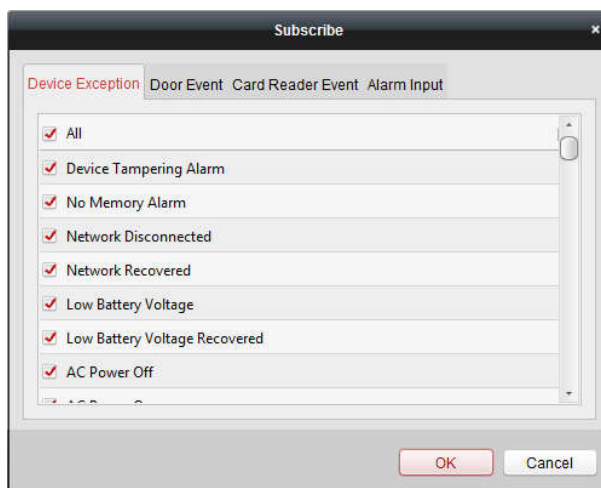 Subscribe
Device Exception Door Event Card Reader Event Alarm Input
All
Device Tampering Alarm
No Memory Alarm
Network Disconnected
Network Recovered
Low Battery Voltage
Low Battery Voltage Recovered
AC Power Off
OK Cancel